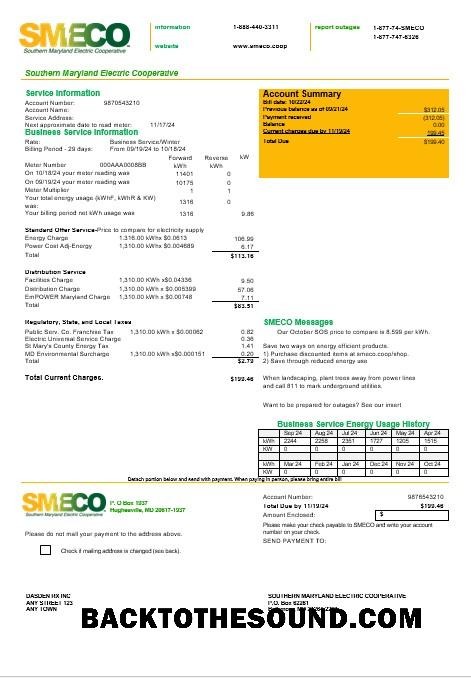 SMECO
Southern Maryland Electric Cooperative
information 1-888-440-3311
website www.smeco.coop
report outages 1-877-74-SMECO
1-877-747-6326
Southern Maryland Electric Cooperative
Service Information
Account Number: 9870543210
Account Name:
Service Address:
Next approximate date to read meter: 11/17/24
Business Service Information
Rate: Business Service/Winter
Billing Period - 29 days: From 09/19/24 to 10/18/24
Forward Reverse kW
Meter Number 000AAA0008BB kWh kWh
On 10/18/24 your meter reading was 11401 0
On 09/19/24 your meter reading was 10175 0
Meter Multiplier 1 1
Your total energy usage (kWhF, kWhR & KW) was: 1316 0
Your billing period net kWh usage was 1316 9.86
Standard Offer Service-Price to compare for electricity supply
Energy Charge 1,316.00 kWhx $0.0613 106.99
Power Cost Adj-Energy 1,310.00 kWh x $0.004689 6.17
Total $113.16
Distribution Service
Facilities Charge 1,310.00 KWh x$0.04336 9.50
Distribution Charge 1,310.00 kWh x $0.005399 57.06
EmPOWER Maryland Charge 1,310.00 kWh x $0.00748 7.11
Total $83.51
Regulatory, State, and Local Taxes
Public Serv. Co. Franchise Tax 1,310.00 kWh x $0.00062 0.82
Electric Universal Service Charge 0.36
St Mary's County Energy Tax 1.41
MD Environmental Surcharge 1,310.00 kWh x$0.000151 0.20
Total $2.79
Total Current Charges. $199.46
Account Summary
Bill date: 10/22/24
Previous balance as of 09/21/24 $312.05
Payment received (312.05)
Balance 0.00
Current charges due by 11/19/24 199.45
Total Due $199.40
SMECO Messages
Our October SOS price to compare is 8.599 per kWh.
Save two ways on energy efficient products.
1) Purchase discounted items at smeco.coop/shop.
2) Save through reduced energy use
When landscaping, plant trees away from power lines
and call 811 to mark underground utilities.
Want to be prepared for outages? See our insert
Business Service Energy Usage History
Sep 24 Aug 24 Jul 24 Jun 24 May 24 Apr 24
kWh 2244 2258 2351 1727 1205 1515
KW 0 0 0 0 0 0
Mar 24 Feb 24 Jan 24 Dec 24 Nov 24 Oct 24
kWh
KW 0 0 0 0 0 0
Detach portion below and send with payment. When paying in person, please bring entire bill
SMECO
Southern Maryland Electric Cooperative
P. O Box 1937
Hughesville, MD 20617-1937
Please do not mail your payment to the address above.
Check if mailing address is changed (see back).
Account Number: 9876543210
Total Due by 11/19/24 $199.46
Amount Enclosed: $
Please make your check payable to SMECO and write your account
number on your check.
SEND PAYMENT TO:
DASDEN RX INC
ANY STREET 123
ANY TOWN
SOUTHERN MARYLAND ELECTRIC COOPERATIVE
P.O. Box 62261
BACKTOTHESOUND.COM